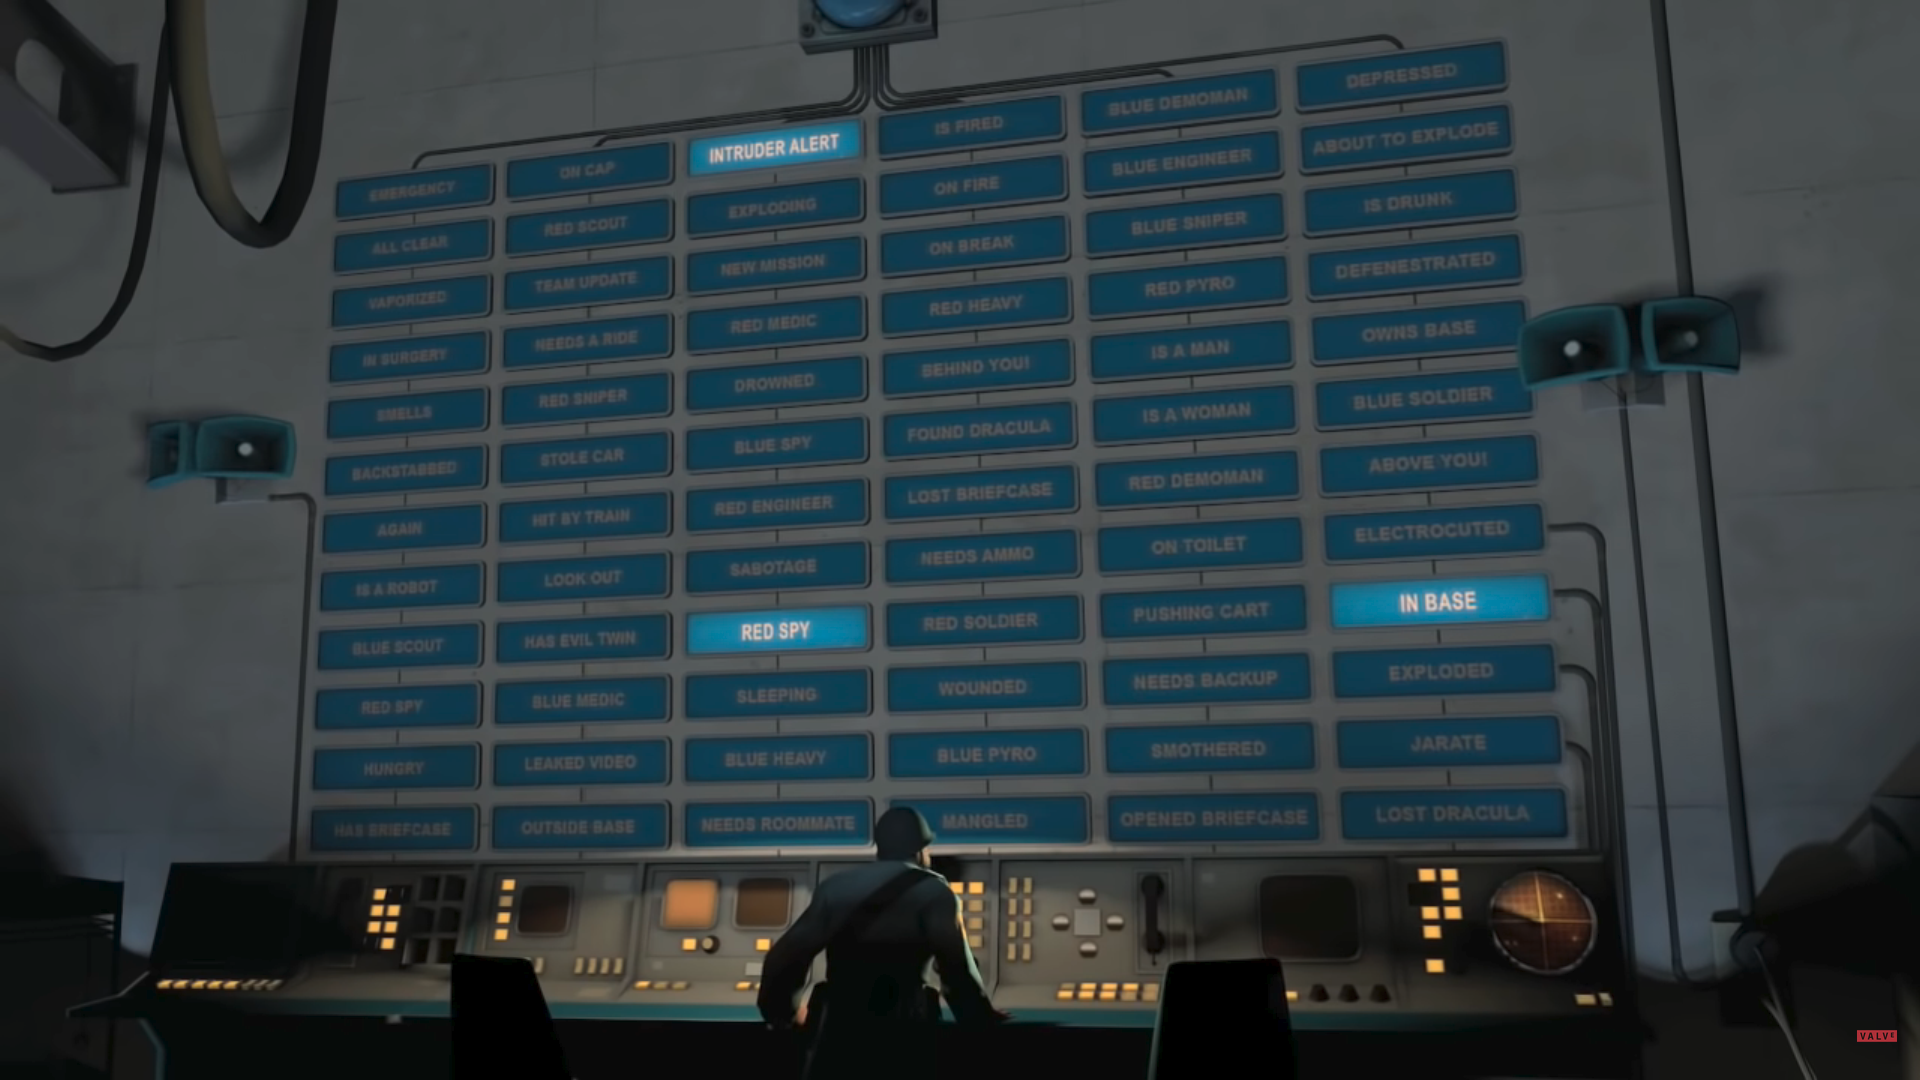 EMERGENCY
ALL CLEAR
VAPORIZED
IN SURGERY
SMELLS
BACKSTABBED
AGAIN
IS A ROBOT
BLUE SCOUT
RED SPY
HUNGRY
HAS BRIEFCASE
ON CAP
RED SCOUT
TEAM UPDATE
NEEDS A RIDE
RED SNIPER
STOLE CAR
HIT BY TRAIN
LOOK OUT
HAS EVIL TWIN
BLUE MEDIC
LEAKED VIDEO
OUTSIDE BASE
INTRUDER ALERT
EXPLODING
NEW MISSION
RED MEDIC
DROWNED
BLUE SPY
RED ENGINEER
SABOTAGE
RED SPY
SLEEPING
BLUE HEAVY
NEEDS ROOMMATE
IS FIRED
ON FIRE
ON BREAK
RED HEAVY
BEHIND YOU!
FOUND DRACULA
LOST BRIEFCASE
NEEDS AMMO
RED SOLDIER
WOUNDED
BLUE PYRO
MANGLED
BLUE DEMOMAN
BLUE ENGINEER
BLUE SNIPER
RED PYRO
IS A MAN
IS A WOMAN
RED DEMOMAN
ON TOILET
PUSHING CART
NEEDS BACKUP
SMOTHERED
OPENED BRIEFCASE
DEPRESSED
ABOUT TO EXPLODE
IS DRUNK
DEFENESTRATED
OWNS BASE
BLUE SOLDIER
ABOVE YOU!
ELECTROCUTED
IN BASE
EXPLODED
JARATE
LOST DRACULA
VALVE